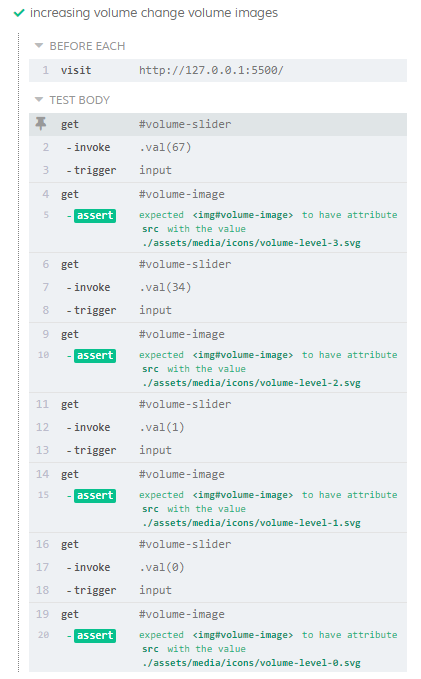 increasing volume change volume images
BEFORE EACH
1 visit http://127.0.0.1:5500/
TEST BODY
get #volume-slider
2 - invoke .val(67)
3 - trigger input
4 get #volume-image
5 - assert expected <img#volume-image> to have attribute
src with the value
./assets/media/icons/volume-level-3.svg
6 get #volume-slider
7 - invoke .val(34)
8 - trigger input
9 get #volume-image
10 - assert expected <img#volume-image> to have attribute
src with the value
./assets/media/icons/volume-level-2.svg
11 get #volume-slider
12 - invoke .val(1)
13 - trigger input
14 get #volume-image
15 - assert expected <img#volume-image> to have attribute
src with the value
./assets/media/icons/volume-level-1.svg
16 get #volume-slider
17 - invoke .val(0)
18 - trigger input
19 get #volume-image
20 - assert expected <img#volume-image> to have attribute
src with the value
./assets/media/icons/volume-level-0.svg